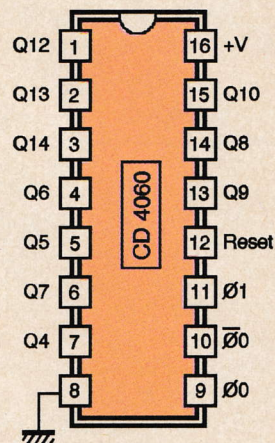 Q12 1 16 +V
Q13 2 15 Q10
Q14 3 14 Q8
Q6 4 13 Q9
Q5 5 12 Reset
Q7 6 11 Ø1
Q4 7 10 Ø̅0
8 9 Ø0
CD 4060